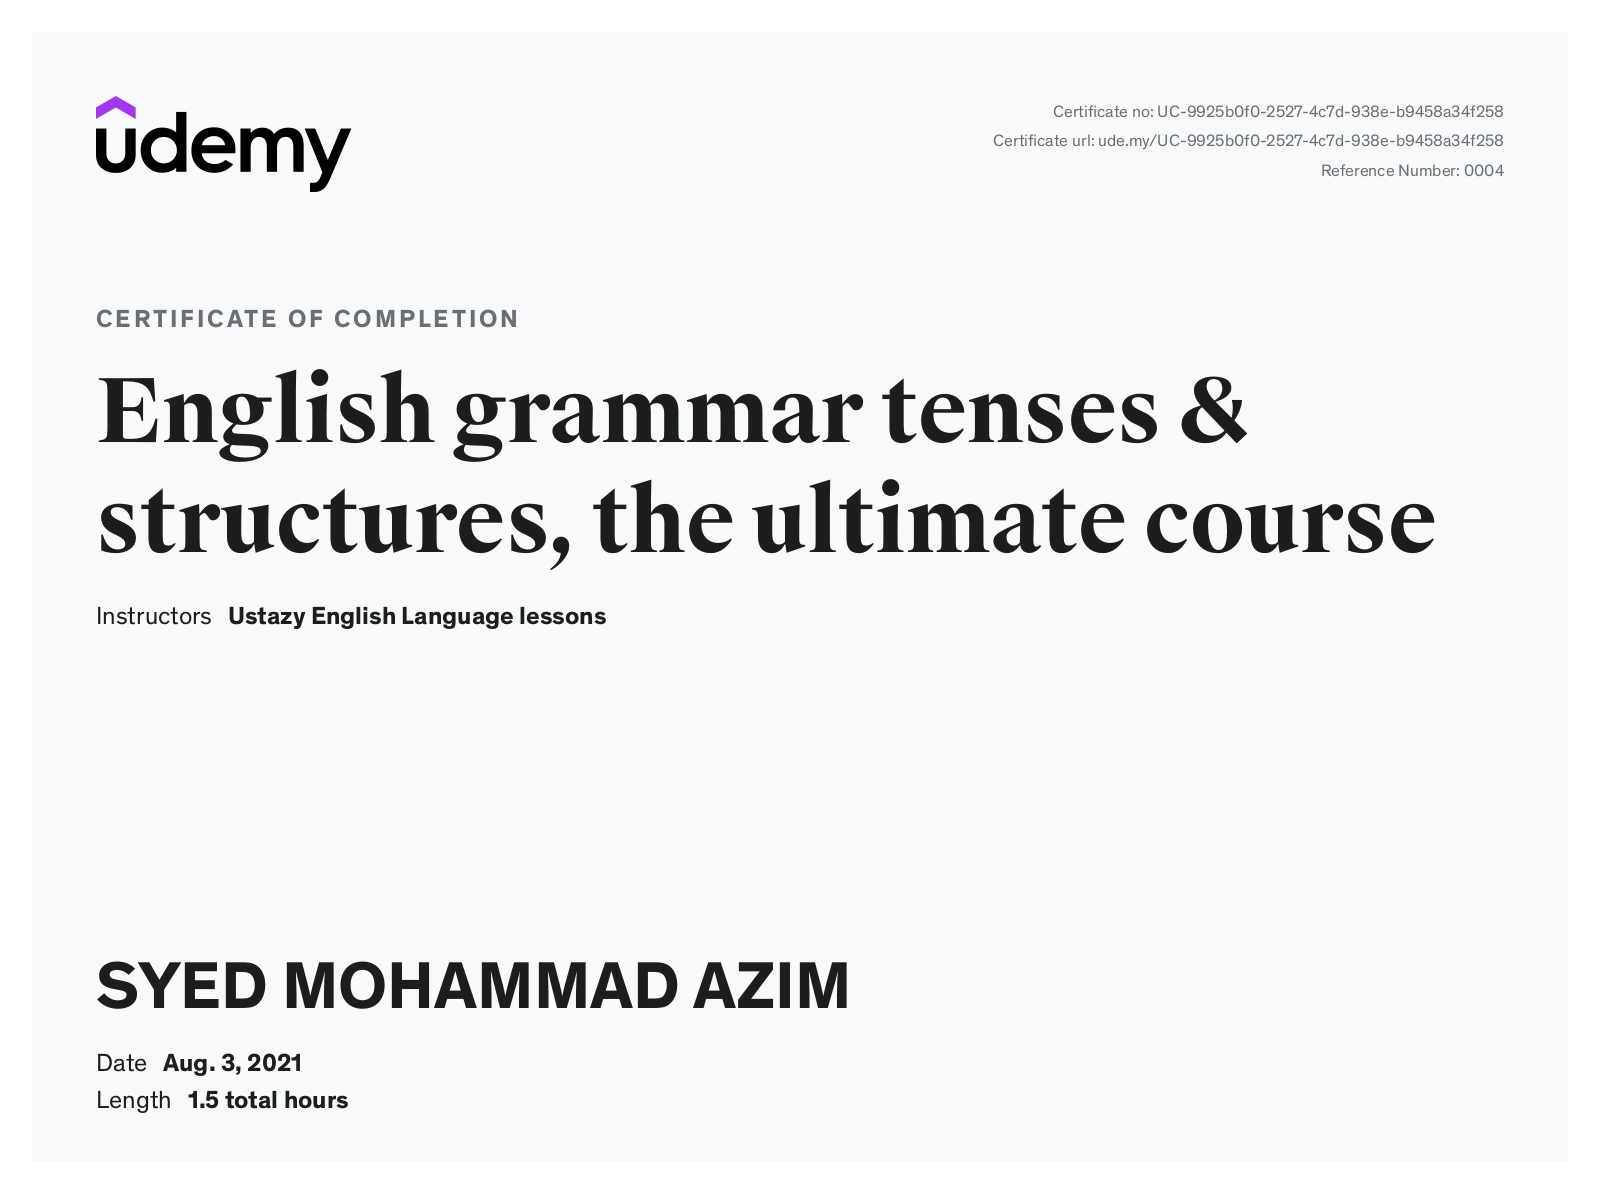 udemy
Certificate no: UC-9925b0f0-2527-4c7d-938e-b9458a34f258
Certificate url: ude.my/UC-9925b0f0-2527-4c7d-938e-b9458a34f258
Reference Number: 0004
CERTIFICATE OF COMPLETION
English grammar tenses &
structures, the ultimate course
Instructors Ustazy English Language lessons
SYED MOHAMMAD AZIM
Date Aug. 3, 2021
Length 1.5 total hours